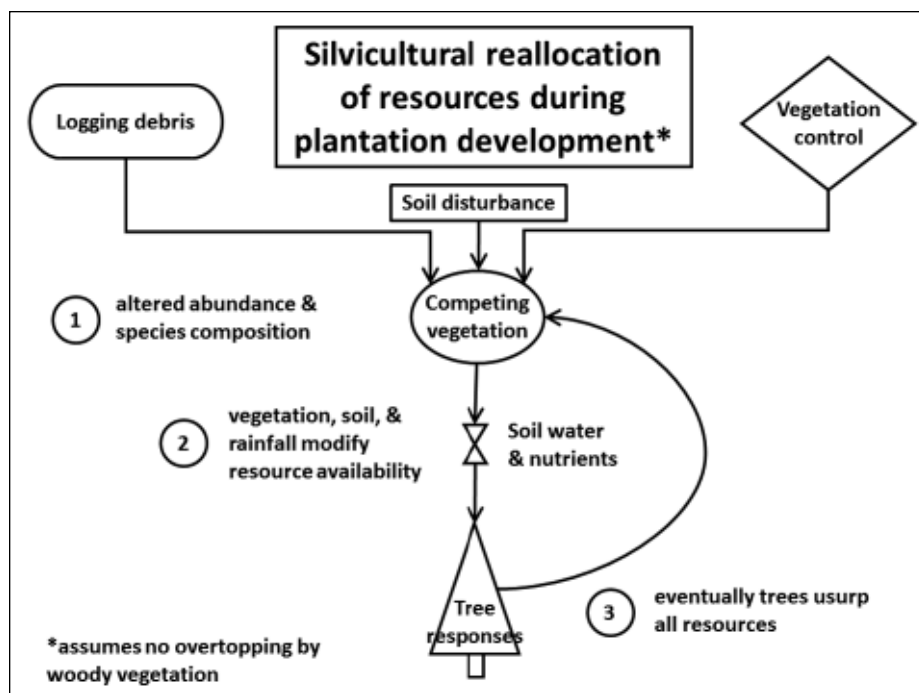 Silvicultural reallocation
of resources during
plantation development*
Logging debris
Vegetation
control
Soil disturbance
Competing
vegetation
1
altered abundance &
species composition
2
vegetation, soil, &
rainfall modify
resource availability
Soil water
& nutrients
Tree
responses
3
eventually trees usurp
all resources
*assumes no overtopping by
woody vegetation